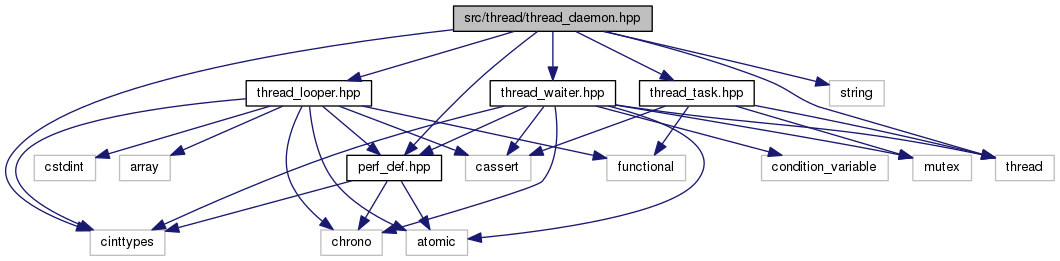 src/thread/thread_daemon.hpp
thread_looper.hpp
thread_waiter.hpp
thread_task.hpp
string
cstdint
array
perf_def.hpp
cassert
functional
condition_variable
mutex
thread
cinttypes
chrono
atomic